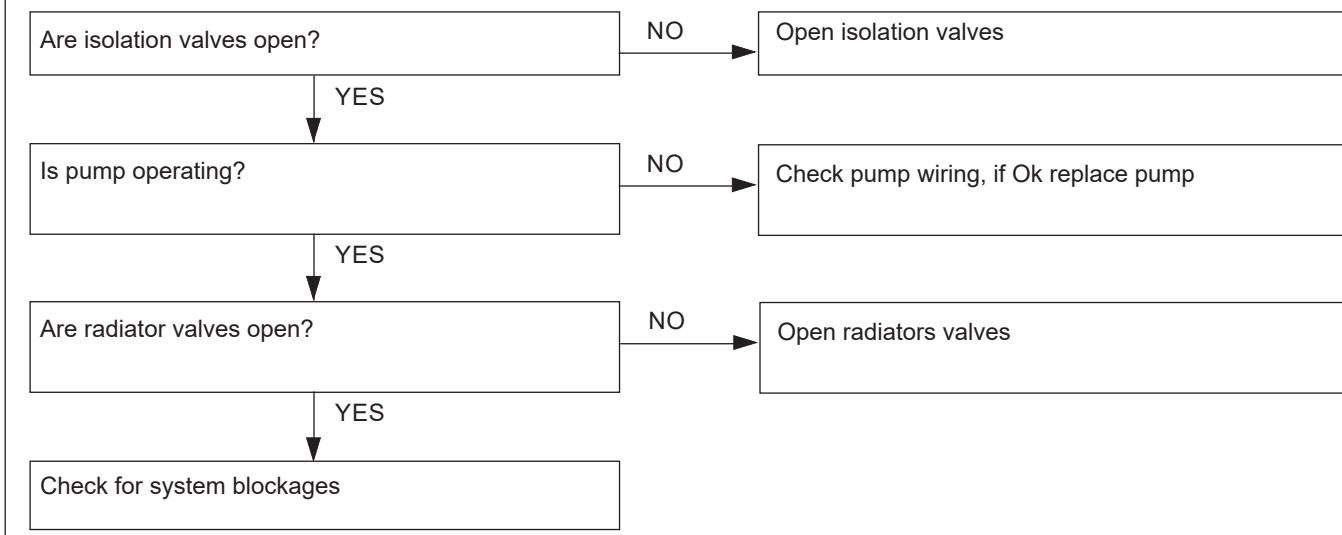 Are isolation valves open?
NO
Open isolation valves
YES
Is pump operating?
NO
Check pump wiring, if Ok replace pump
YES
Are radiator valves open?
NO
Open radiators valves
YES
Check for system blockages